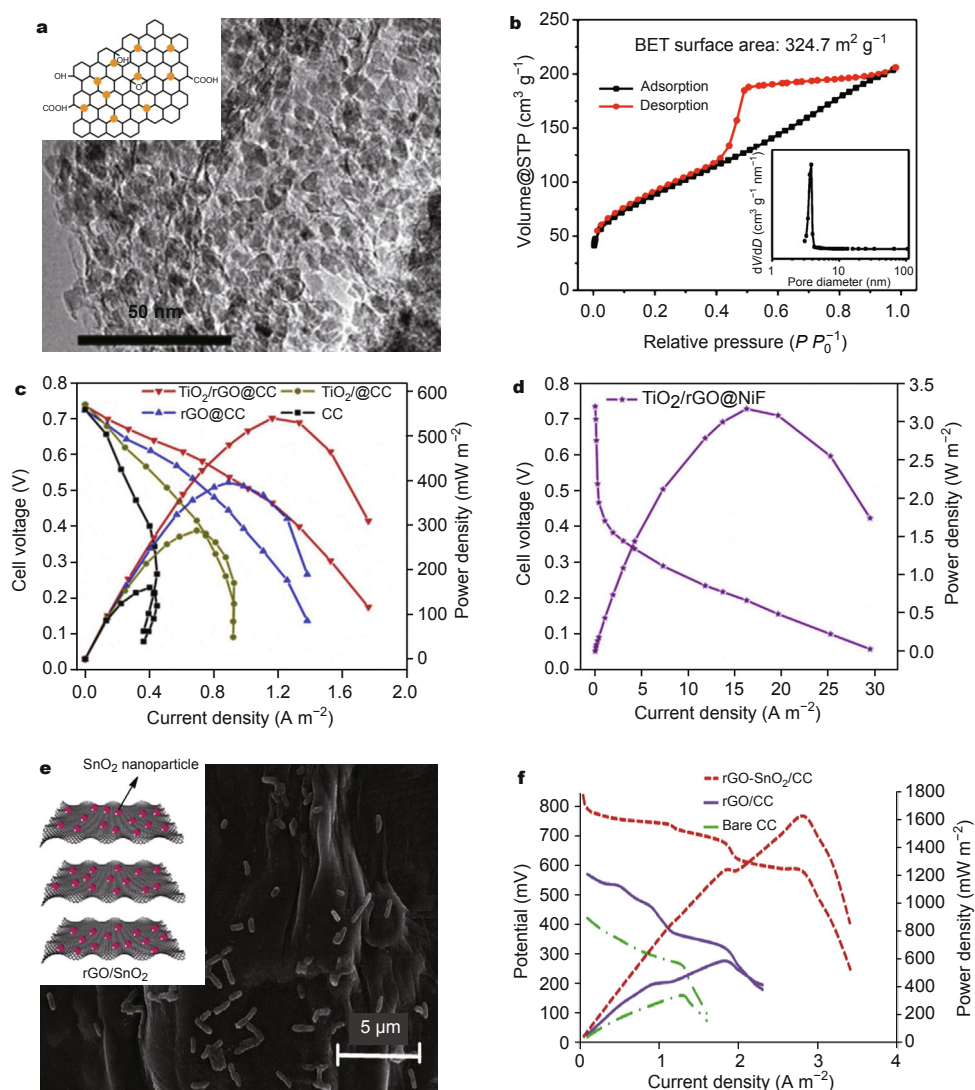 a
OH
OH
O
COOH
COOH
50 nm
b
BET surface area: 324.7 m² g⁻¹
Adsorption
Desorption
Volume@STP (cm³ g⁻¹)
250
200
150
100
50
0
0.0 0.2 0.4 0.6 0.8 1.0
Relative pressure (P P₀⁻¹)
dV/dD (cm³ g⁻¹ nm⁻¹)
1 10 100
Pore diameter (nm)
c
TiO₂/rGO@CC
TiO₂/@CC
rGO@CC
CC
Cell voltage (V)
0.8
0.7
0.6
0.5
0.4
0.3
0.2
0.1
0.0
0.0 0.4 0.8 1.2 1.6 2.0
Current density (A m⁻²)
600
500
400
300
200
100
0
Power density (mW m⁻²)
d
TiO₂/rGO@NiF
Cell voltage (V)
0.8
0.7
0.6
0.5
0.4
0.3
0.2
0.1
0.0
0 5 10 15 20 25 30
Current density (A m⁻²)
3.5
3.0
2.5
2.0
1.5
1.0
0.5
0.0
Power density (W m⁻²)
e
SnO₂ nanoparticle
rGO/SnO₂
5 µm
f
rGO-SnO₂/CC
rGO/CC
Bare CC
Potential (mV)
800
700
600
500
400
300
200
100
0
0 1 2 3 4
Current density (A m⁻²)
1800
1600
1400
1200
1000
800
600
400
200
0
Power density (mW m⁻²)